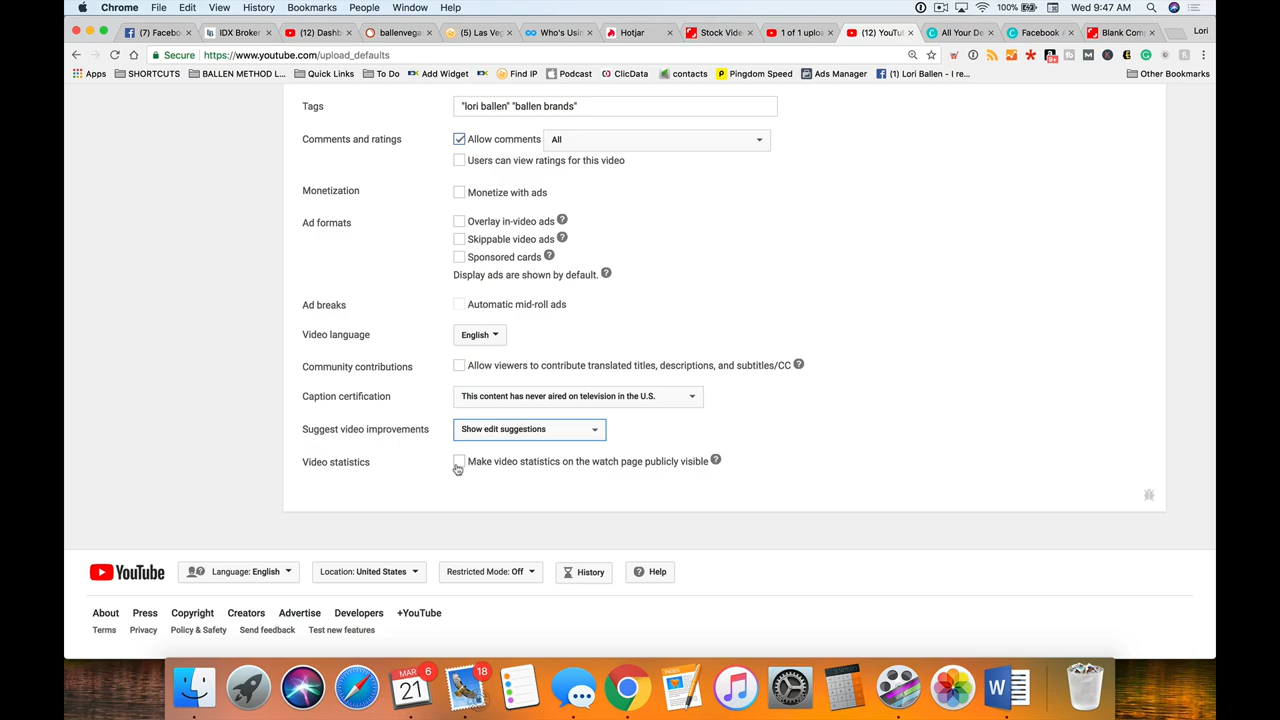 Chrome File Edit View History Bookmarks People Window Help 100% Wed 9:47 AM
(7) Facebo IDX Broker (12) Dashb ballenvega (5) Las Ve Who's Usin Hotjar Stock Vide 1 of 1 uploa (12) YouTu All Your De Facebook A Blank Comp Lori
Secure https://www.youtube.com/upload_defaults
Apps SHORTCUTS BALLEN METHOD L... Quick Links To Do Add Widget Find IP Podcast ClicData contacts Pingdom Speed Ads Manager (1) Lori Ballen - I re... Other Bookmarks
Tags "lori ballen" "ballen brands"
Comments and ratings Allow comments All
Users can view ratings for this video
Monetization Monetize with ads
Ad formats Overlay in-video ads ?
Skippable video ads ?
Sponsored cards ?
Display ads are shown by default. ?
Ad breaks Automatic mid-roll ads
Video language English
Community contributions Allow viewers to contribute translated titles, descriptions, and subtitles/CC ?
Caption certification This content has never aired on television in the U.S.
Suggest video improvements Show edit suggestions
Video statistics Make video statistics on the watch page publicly visible ?
YouTube Language: English Location: United States Restricted Mode: Off History Help
About Press Copyright Creators Advertise Developers +YouTube
Terms Privacy Policy & Safety Send feedback Test new features
MAR 6 18
21 W